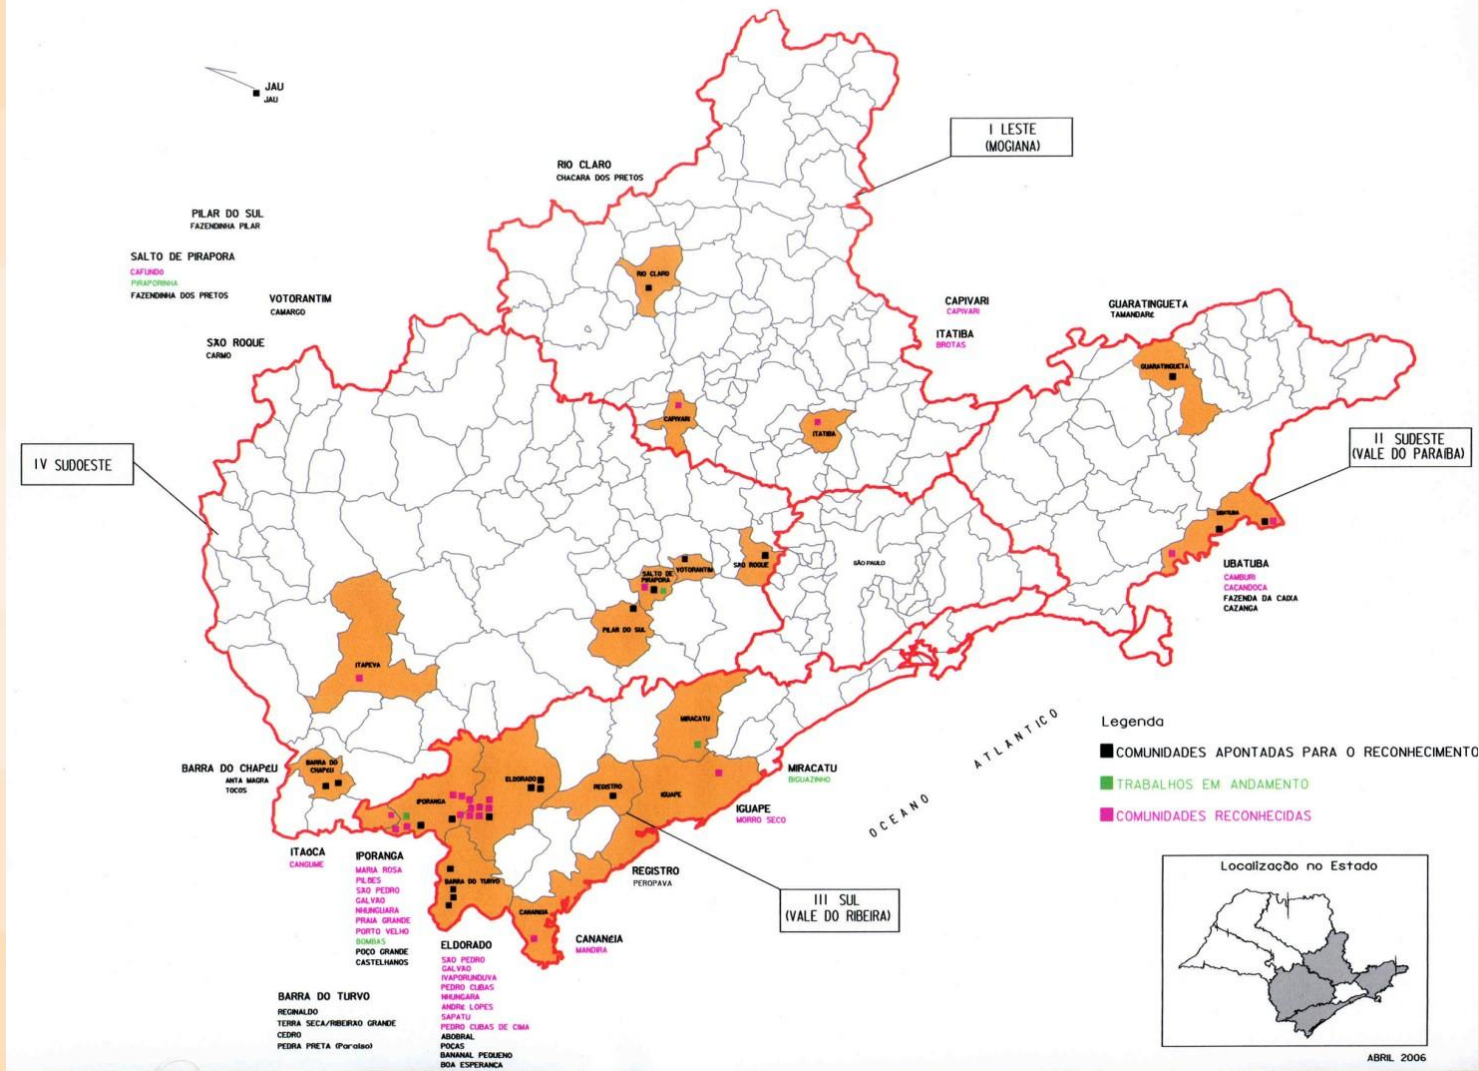 JAU
JAU
I LESTE
(MOGIANA)
RIO CLARO
CHACARA DOS PRETOS
PILAR DO SUL
FAZENDINHA PILAR
SALTO DE PIRAPORA
CAFUNDO
PIRAPORINHA
FAZENDINHA DOS PRETOS
VOTORANTIM
CAMARGO
SÃO ROQUE
CARMO
RIO CLARO
CAPIVARI
CAPIVARI
ITATIBA
BROTAS
GUARATINGUETA
TAMANDARE
GUARATINGUETA
CAPIVARI
ITATIBA
IV SUDOESTE
II SUDESTE
(VALE DO PARAIBA)
UBATUBA
UBATUBA
CAMBURI
CACANDOCA
FAZENDA DA CAIXA
CAZANGA
SÃO PAULO
SÃO ROQUE
VOTORANTIM
SALTO DE
PIRAPORA
PILAR DO SUL
ITAPEVA
MIRACATU
OCEANO ATLANTICO
Legenda
COMUNIDADES APONTADAS PARA O RECONHECIMENTO
TRABALHOS EM ANDAMENTO
COMUNIDADES RECONHECIDAS
BARRA DO CHAPÉU
ANTA MAGRA
TOCOS
BARRA DO
CHAPÉU
ELDORADO
IPORANGA
REGISTRO
IGUAPE
MIRACATU
BIGUAZINHO
IGUAPE
MORRO SECO
ITAÓCA
CANGUME
IPORANGA
MARIA ROSA
PILÕES
SÃO PEDRO
GALVÃO
NHUNGUARA
PRAIA GRANDE
PORTO VELHO
BOMBAS
POÇO GRANDE
CASTELHANOS
BARRA DO TURVO
CANANEIA
REGISTRO
PEROPAVA
III SUL
(VALE DO RIBEIRA)
CANANÉIA
MANDIRA
ELDORADO
SÃO PEDRO
GALVÃO
IVAPORUNDUVA
PEDRO CUBAS
NHUNGARA
ANDRÉ LOPES
SAPATU
PEDRO CUBAS DE CIMA
ABOBRAL
POÇAS
BANANAL PEQUENO
BOA ESPERANCA
BARRA DO TURVO
REGINALDO
TERRA SECA/RIBEIRÃO GRANDE
CEDRO
PEDRA PRETA (Paraíso)
Localização no Estado
ABRIL 2006